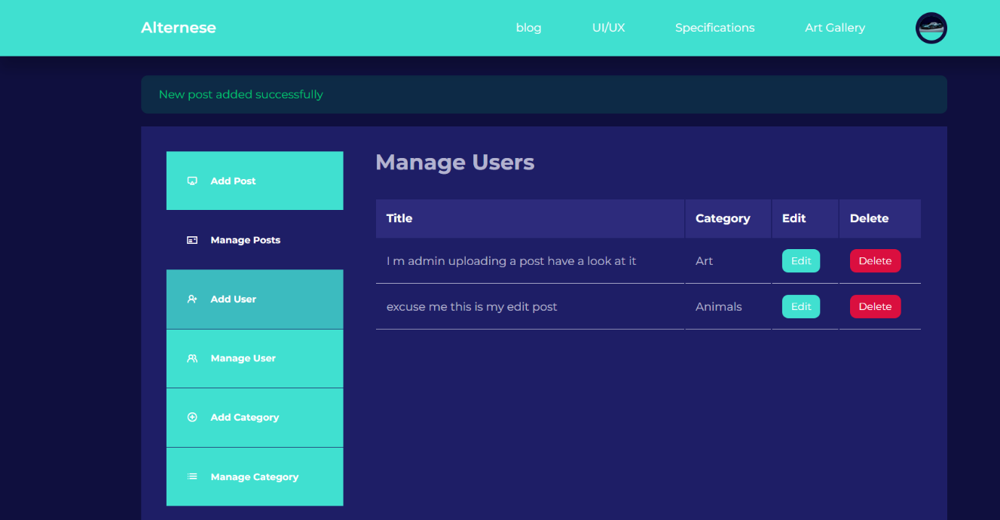 Alternese
blog UI/UX Specifications Art Gallery
New post added successfully
Add Post
Manage Posts
Add User
Manage User
Add Category
Manage Category
Manage Users
Title Category Edit Delete
I m admin uploading a post have a look at it Art Edit Delete
excuse me this is my edit post Animals Edit Delete